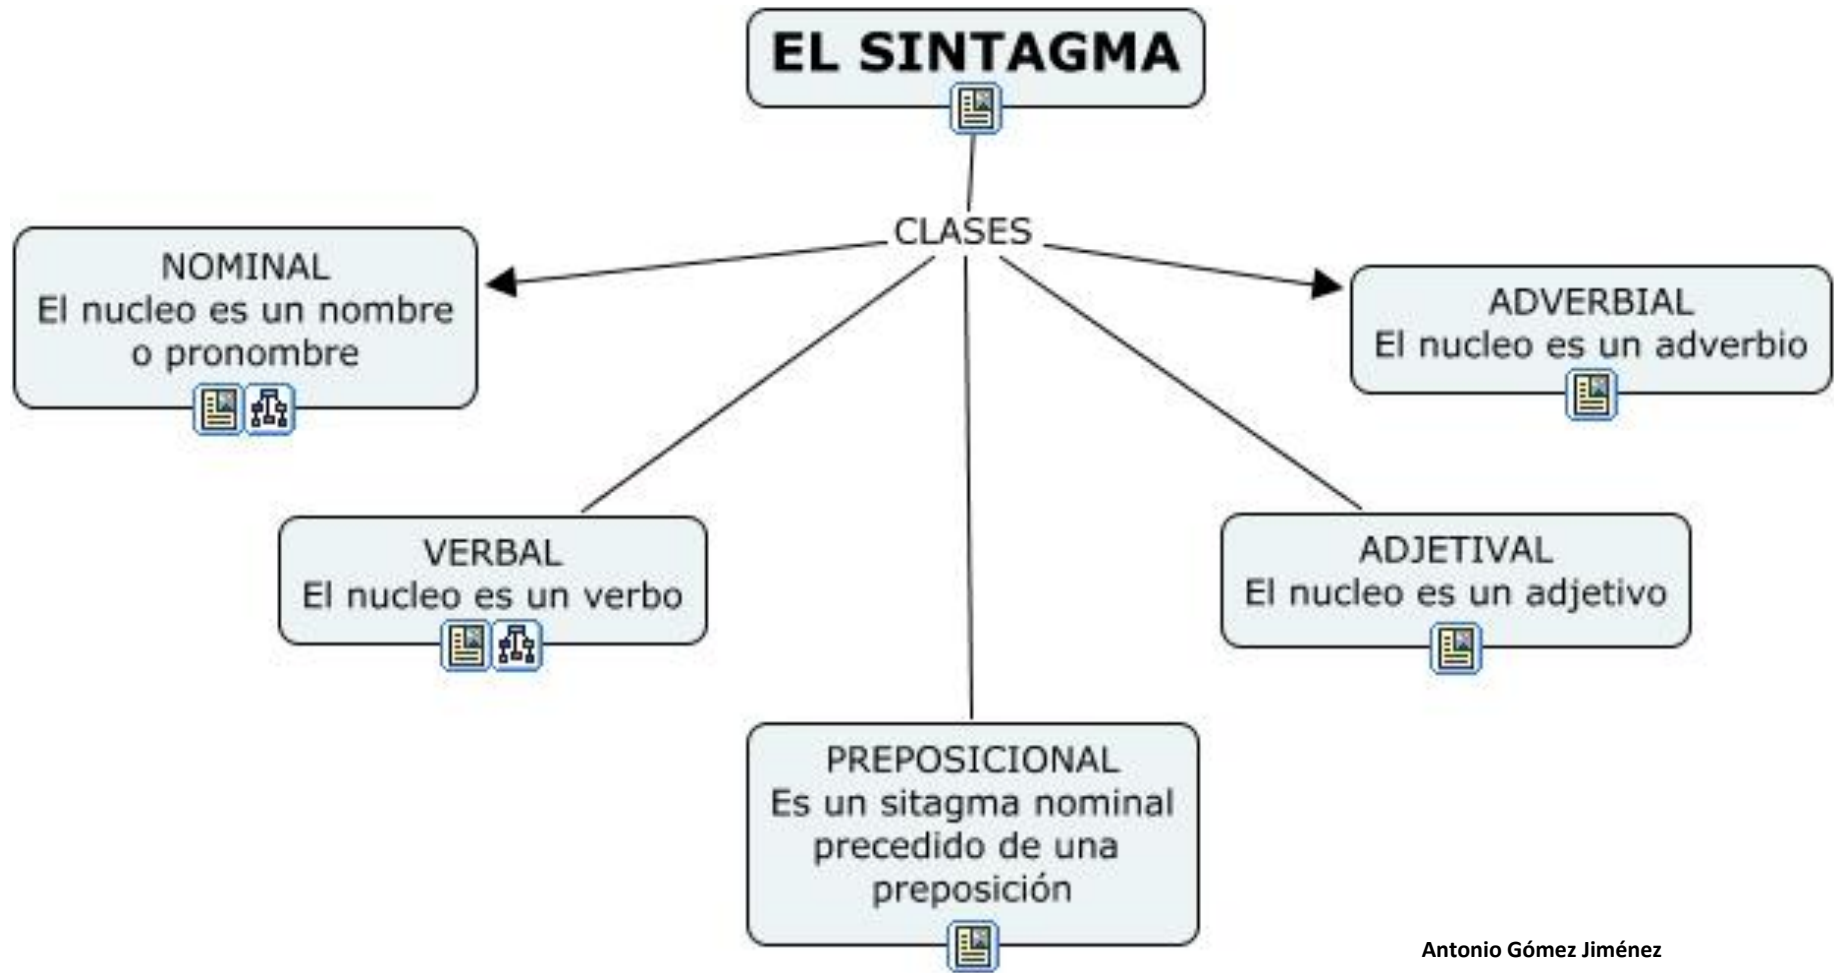 EL SINTAGMA
CLASES
NOMINAL
El nucleo es un nombre
o pronombre
ADVERBIAL
El nucleo es un adverbio
VERBAL
El nucleo es un verbo
ADJETIVAL
El nucleo es un adjetivo
PREPOSICIONAL
Es un sitagma nominal
precedido de una
preposición
Antonio Gómez Jiménez